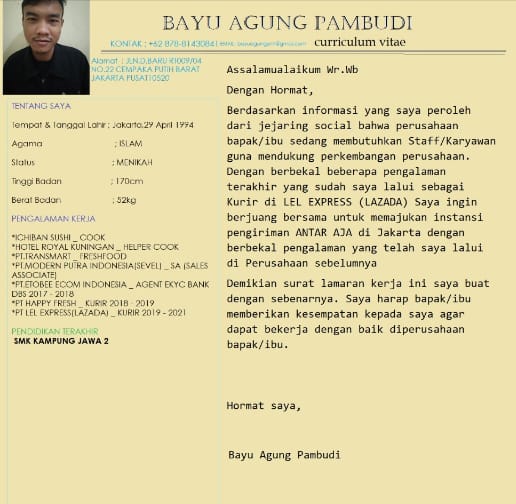 BAYU AGUNG PAMBUDI
KONTAK : +62 878-8143084| EMAIL: bayuagungpm@gmail.com curriculum vitae
Alamat : JLN.D.BARU R1009/04
NO.22 CEMPAKA PUTIH BARAT
JAKARTA PUSAT10520
TENTANG SAYA
Tempat & Tanggal Lahir ; Jakarta,29 April 1994
Agama ; ISLAM
Status ; MENIKAH
Tinggi Badan ; 170cm
Berat Badan ; 52kg
PENGALAMAN KERJA
*ICHIBAN SUSHI _ COOK
*HOTEL ROYAL KUNINGAN _ HELPER COOK
*PT.TRANSMART _ FRESHFOOD
*PT.MODERN PUTRA INDONESIA(SEVEL) _ SA (SALES
ASSOCIATE)
*PT.ETOBEE ECOM INDONESIA _ AGENT EKYC BANK
DBS 2017 - 2018
*PT HAPPY FRESH _ KURIR 2018 - 2019
*PT LEL EXPRESS(LAZADA) _ KURIR 2019 - 2021
PENDIDIKAN TERAKHIR
SMK KAMPUNG JAWA 2
Assalamualaikum Wr.Wb
Dengan Hormat,
Berdasarkan informasi yang saya peroleh
dari jejaring social bahwa perusahaan
bapak/ibu sedang membutuhkan Staff/Karyawan
guna mendukung perkembangan perusahaan.
Dengan berbekal beberapa pengalaman
terakhir yang sudah saya lalui sebagai
Kurir di LEL EXPRESS (LAZADA) Saya ingin
berjuang bersama untuk memajukan instansi
pengiriman ANTAR AJA di Jakarta dengan
berbekal pengalaman yang telah saya lalui
di Perusahaan sebelumnya
Demikian surat lamaran kerja ini saya buat
dengan sebenarnya. Saya harap bapak/ibu
memberikan kesempatan kepada saya agar
dapat bekerja dengan baik diperusahaan
bapak/ibu.
Hormat saya,
Bayu Agung Pambudi